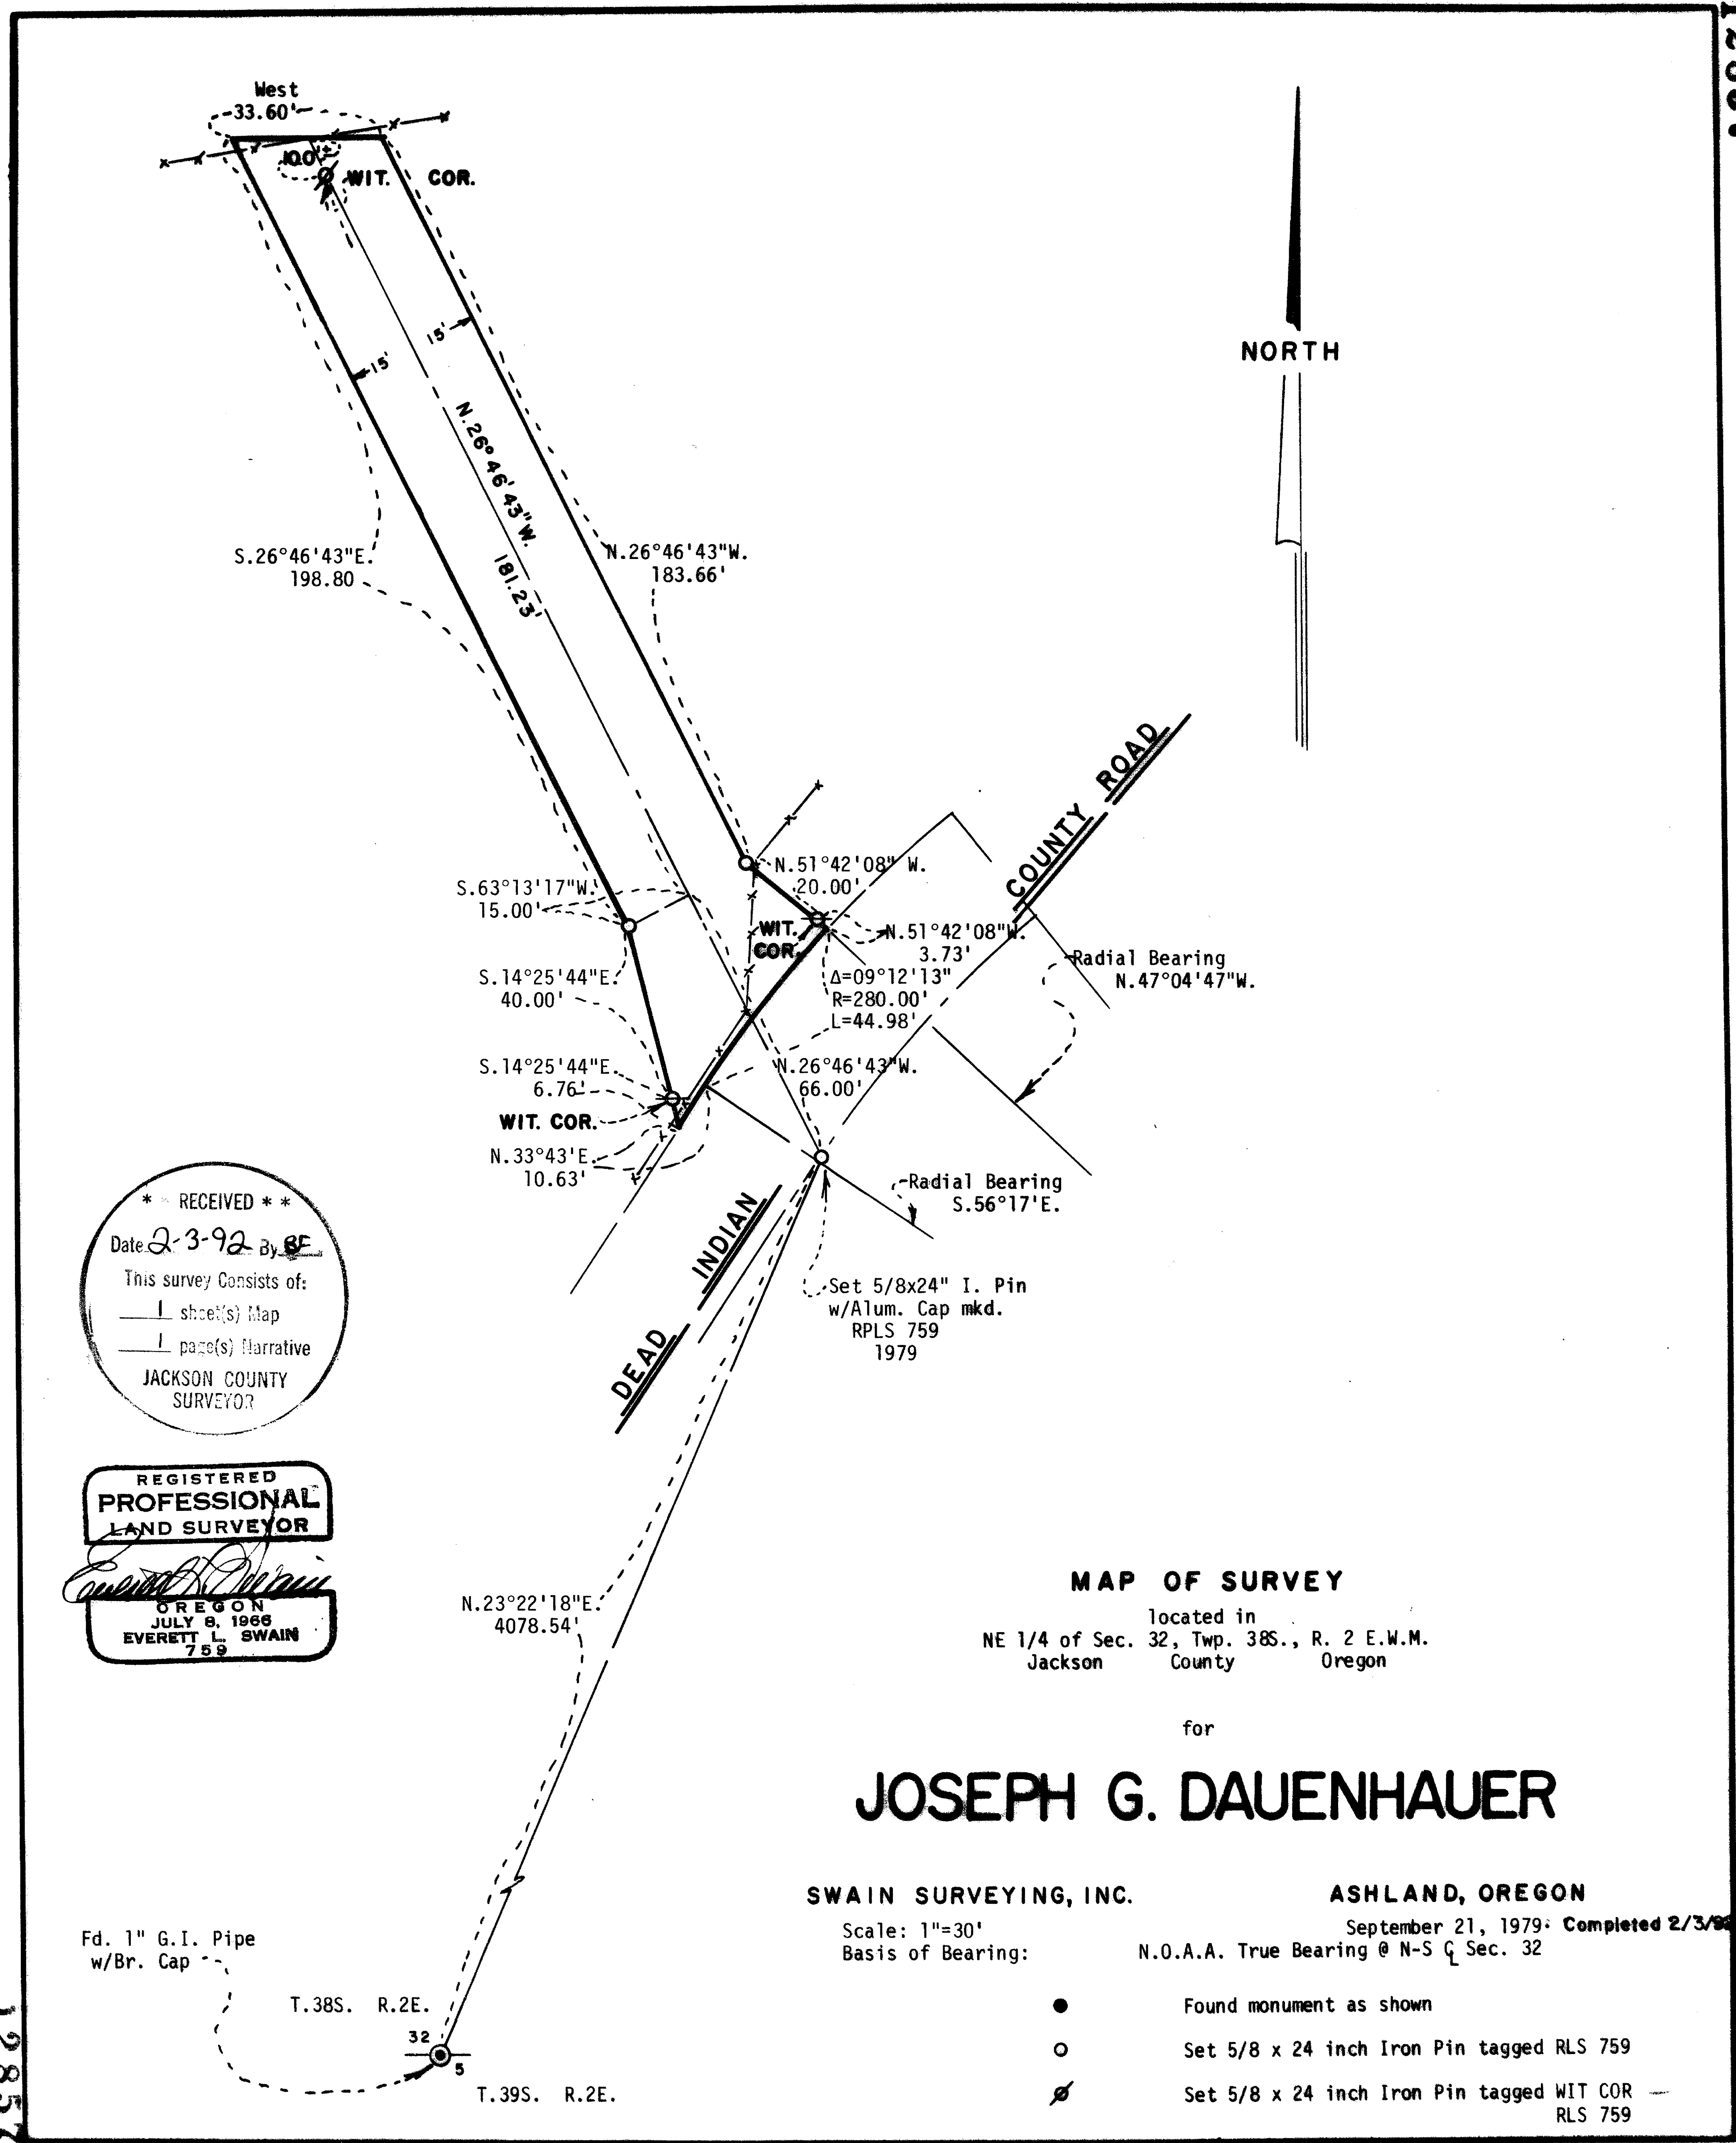 West
33.60'
10.0'±
WIT. COR.
15'
15'
N.26°46'43"W.
181.23'
S.26°46'43"E.
198.80
N.26°46'43"W.
183.66'
NORTH
COUNTY ROAD
N.51°42'08" W.
20.00'
S.63°13'17"W.
15.00'
WIT.
COR.
N.51°42'08"W.
3.73'
Radial Bearing
N.47°04'47"W.
S.14°25'44"E.
40.00'
Δ=09°12'13"
R=280.00'
L=44.98'
S.14°25'44"E.
6.76'
N.26°46'43"W.
66.00'
WIT. COR.
N.33°43'E.
10.63'
Radial Bearing
S.56°17'E.
DEAD INDIAN
Set 5/8x24" I. Pin
w/Alum. Cap mkd.
RPLS 759
1979
* RECEIVED * *
Date 2-3-92 By
This survey Consists of:
1 sheet(s) Map
1 page(s) Narrative
JACKSON COUNTY
SURVEYOR
REGISTERED
PROFESSIONAL
LAND SURVEYOR
Everett L. Swain
OREGON
JULY 8, 1966
EVERETT L. SWAIN
759
N.23°22'18"E.
4078.54'
MAP OF SURVEY
located in
NE 1/4 of Sec. 32, Twp. 38S., R. 2 E.W.M.
Jackson County Oregon
for
JOSEPH G. DAUENHAUER
SWAIN SURVEYING, INC. ASHLAND, OREGON
Scale: 1"=30' September 21, 1979 Completed 2/3/92
Basis of Bearing: N.O.A.A. True Bearing @ N-S ℄ Sec. 32
Found monument as shown
Set 5/8 x 24 inch Iron Pin tagged RLS 759
Set 5/8 x 24 inch Iron Pin tagged WIT COR
RLS 759
Fd. 1" G.I. Pipe
w/Br. Cap
T.38S. R.2E.
32
5
T.39S. R.2E.
12857